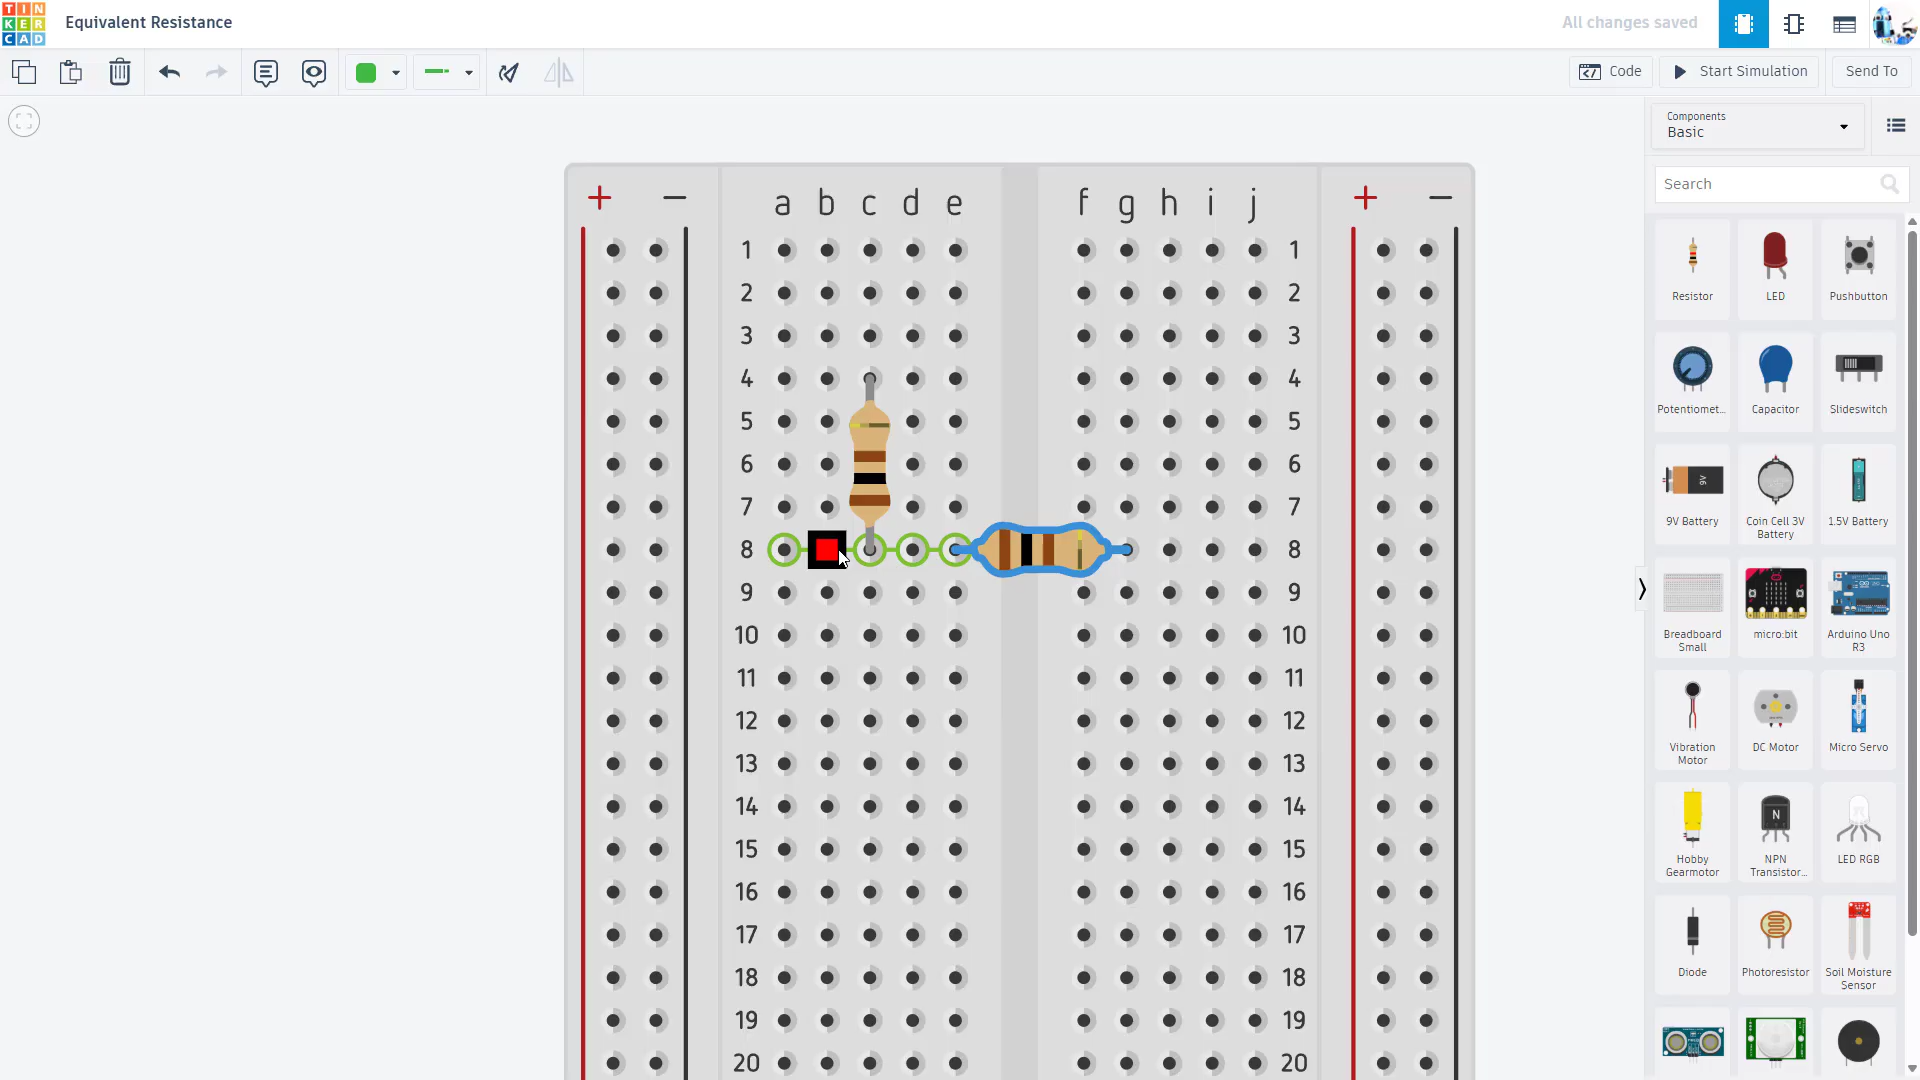 TIN
KER
CAD
Equivalent Resistance
All changes saved
Code
Start Simulation
Send To
Components
Basic
Search
+ − a b c d e f g h i j + −
1 1
2 2
3 3
4 4
5 5
6 6
7 7
8 8
9 9
10 10
11 11
12 12
13 13
14 14
15 15
16 16
17 17
18 18
19 19
20 20
Resistor
LED
Pushbutton
Potentiomet...
Capacitor
Slideswitch
9V
9V Battery
Coin Cell 3V
Battery
1.5V Battery
Breadboard
Small
micro:bit
Arduino Uno
R3
Vibration
Motor
DC Motor
Micro Servo
Hobby
Gearmotor
N
NPN
Transistor...
LED RGB
Diode
Photoresistor
Soil Moisture
Sensor